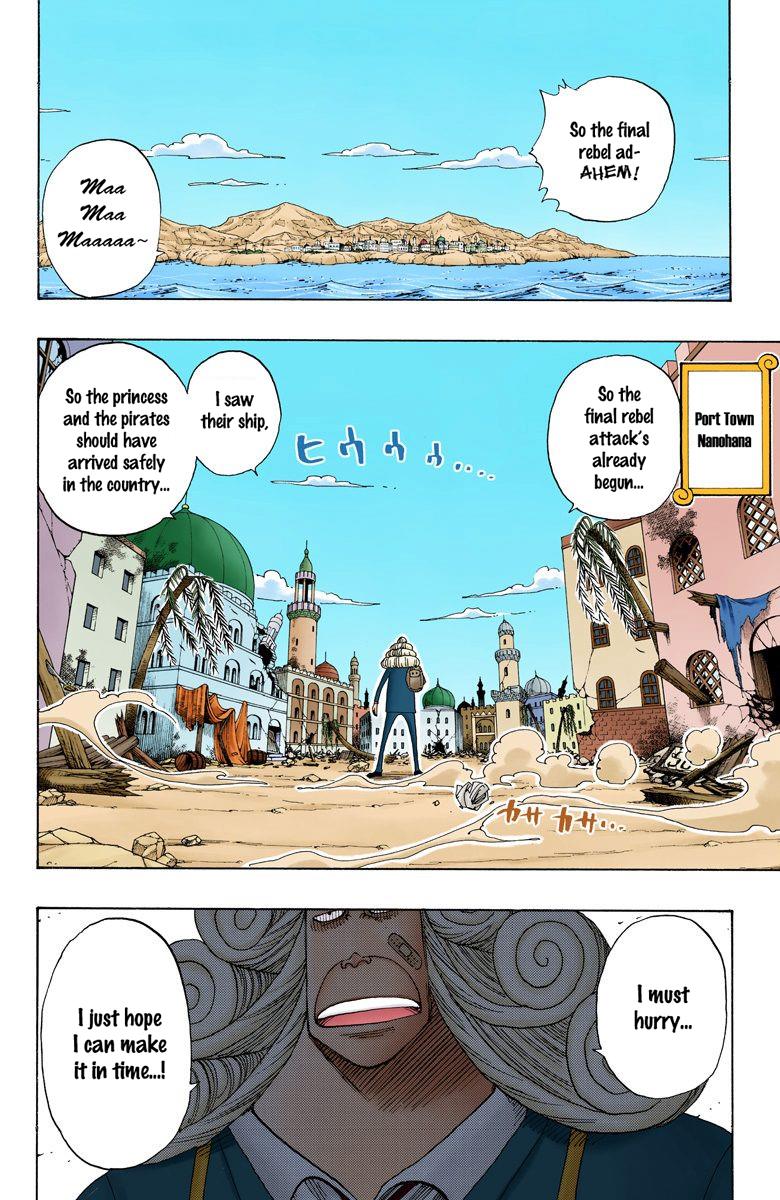 So the final
rebel ad-
AHEM!
Maa
Maa
Maaaaa~
Port Town
Nanohana
So the
final rebel
attack's
already
begun...
ヒウウゥ....
I saw
their ship,
So the princess
and the pirates
should have
arrived safely
in the country...
カサカサ...
I must
hurry...
I just hope
I can make
it in time...!